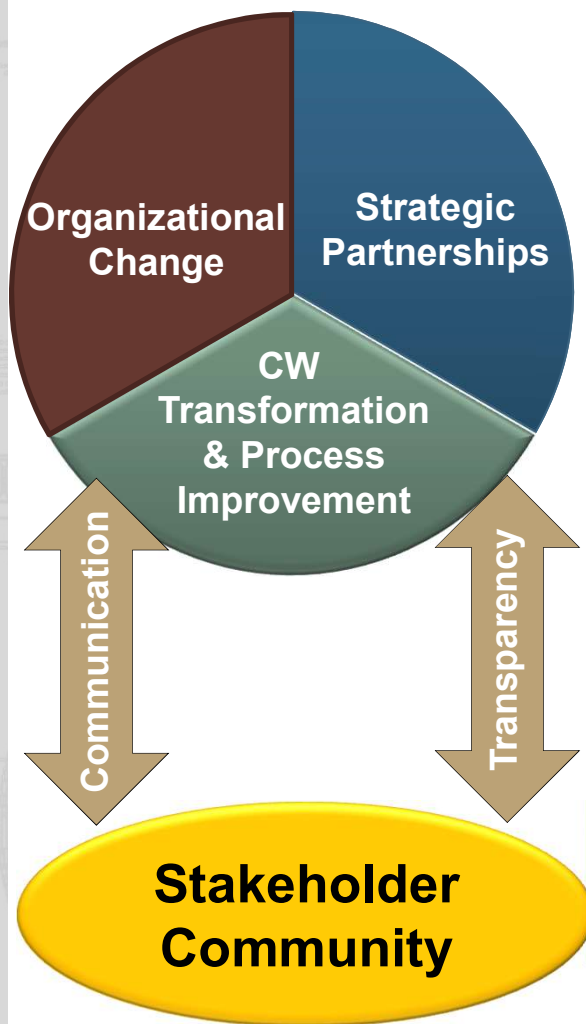 Organizational
Change
Strategic
Partnerships
CW
Transformation
& Process
Improvement
Communication
Transparency
Stakeholder
Community